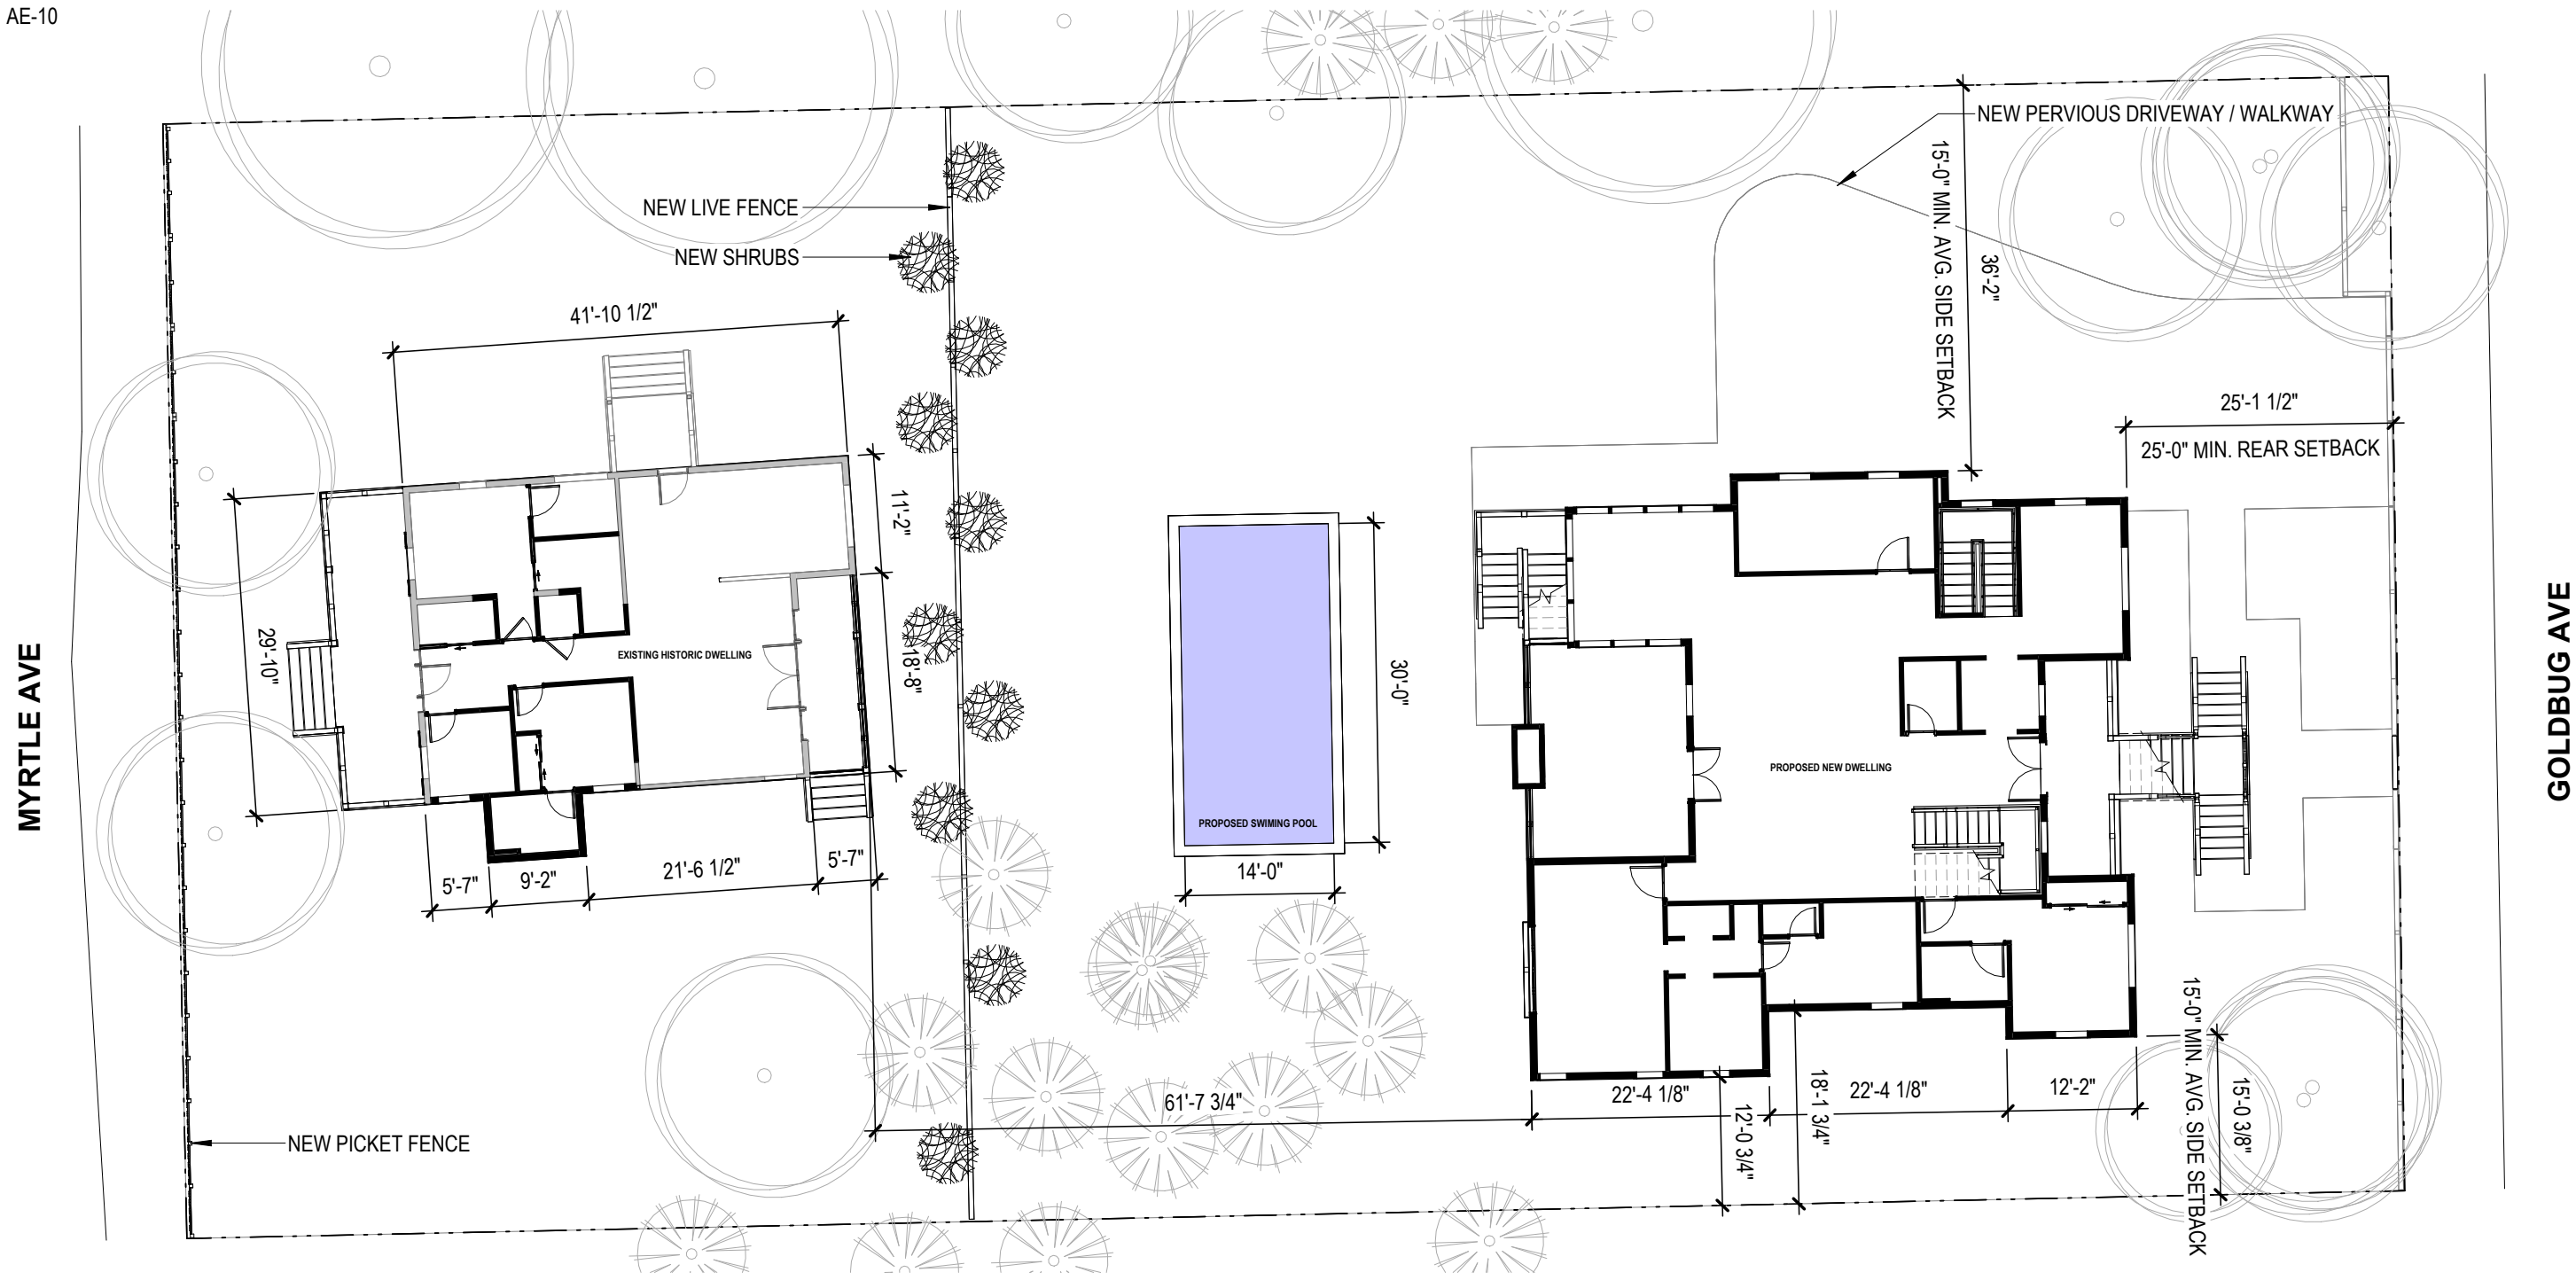 AE-10
NEW PERVIOUS DRIVEWAY / WALKWAY
15'-0" MIN. AVG. SIDE SETBACK
36'-2"
NEW LIVE FENCE
NEW SHRUBS
41'-10 1/2"
25'-1 1/2"
25'-0" MIN. REAR SETBACK
11'-2"
29'-10"
EXISTING HISTORIC DWELLING
18'-8"
30'-0"
MYRTLE AVE
GOLDBUG AVE
PROPOSED NEW DWELLING
PROPOSED SWIMING POOL
14'-0"
5'-7"
9'-2"
21'-6 1/2"
5'-7"
61'-7 3/4"
22'-4 1/8"
12'-0 3/4"
18'-1 3/4"
22'-4 1/8"
12'-2"
15'-0" MIN. AVG. SIDE SETBACK
15'-0 3/8"
NEW PICKET FENCE